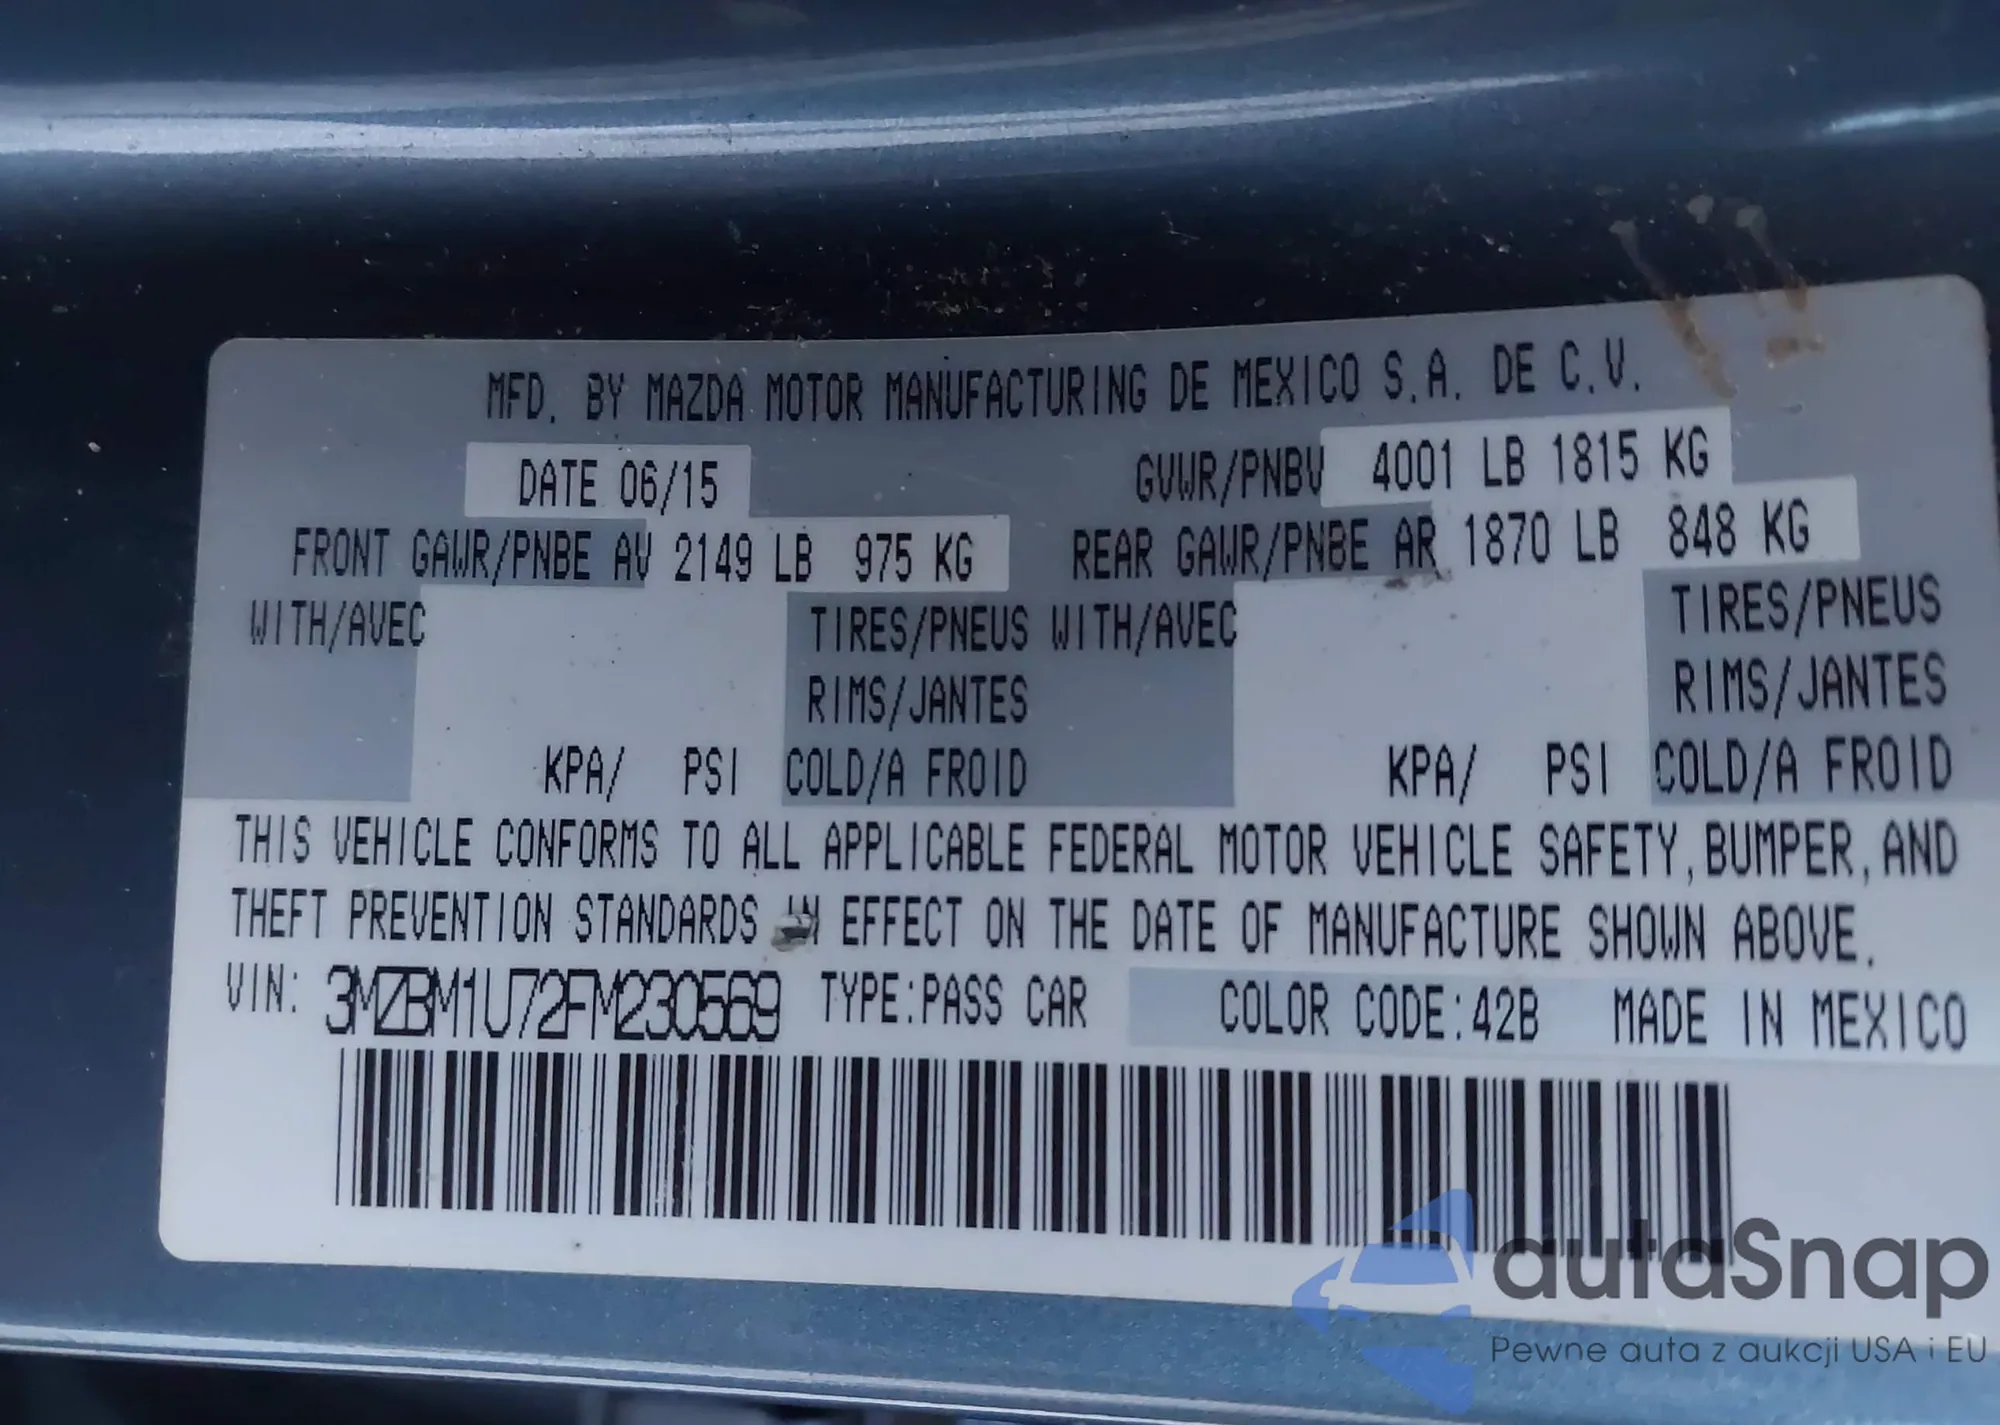 MFD. BY MAZDA MOTOR MANUFACTURING DE MEXICO S.A. DE C.V.
DATE 06/15 GVWR/PNBV 4001 LB 1815 KG
FRONT GAWR/PNBE AV 2149 LB 975 KG REAR GAWR/PNBE AR 1870 LB 848 KG
WITH/AVEC TIRES/PNEUS WITH/AVEC TIRES/PNEUS
RIMS/JANTES RIMS/JANTES
KPA/ PSI COLD/A FROID KPA/ PSI COLD/A FROID
THIS VEHICLE CONFORMS TO ALL APPLICABLE FEDERAL MOTOR VEHICLE SAFETY, BUMPER, AND
THEFT PREVENTION STANDARDS IN EFFECT ON THE DATE OF MANUFACTURE SHOWN ABOVE.
VIN: 3MZBM1U72FM230569 TYPE: PASS CAR COLOR CODE: 42B MADE IN MEXICO
autaSnap
Pewne auta z aukcji USA i EU